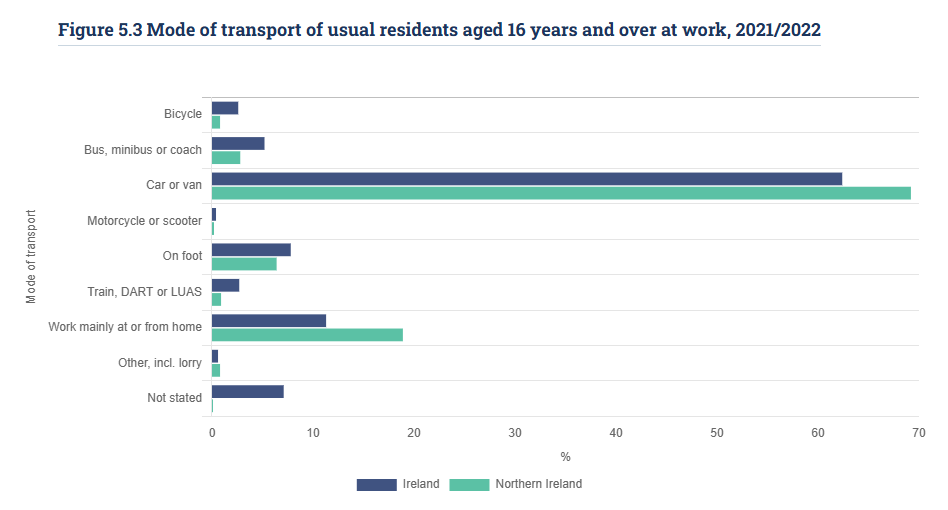 Figure 5.3 Mode of transport of usual residents aged 16 years and over at work, 2021/2022
Mode of transport
Bicycle
Bus, minibus or coach
Car or van
Motorcycle or scooter
On foot
Train, DART or LUAS
Work mainly at or from home
Other, incl. lorry
Not stated
0 10 20 30 40 50 60 70
%
Ireland Northern Ireland